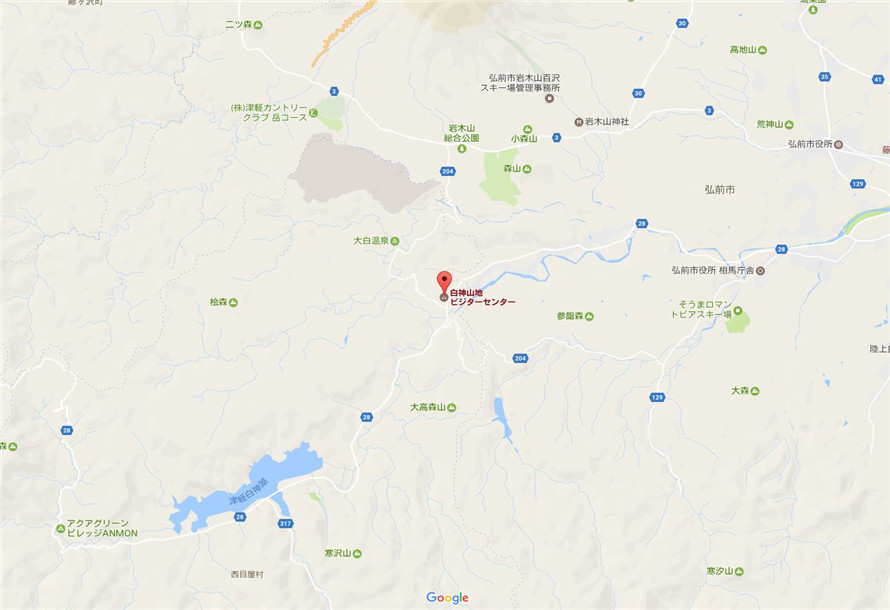 鰺ヶ沢町
二ツ森
30
高地山
35
41
弘前市岩木山百沢
スキー場管理事務所
3
30
3
(株)津軽カントリー
クラブ 岳コース
岩木山
総合公園
小森山
岩木山神社
3
荒神山
弘前市役所
藤
204
森山
129
弘前市
28
28
大白温泉
弘前市役所 相馬庁舎
白神山地
ビジターセンター
桧森
参詣森
そうまロマン
トピアスキー場
陸上自
204
大森
129
大高森山
28
28
森
津軽白神湖
28
317
アクアグリーン
ビレッジANMON
寒沢山
西目屋村
寒汐山
Google